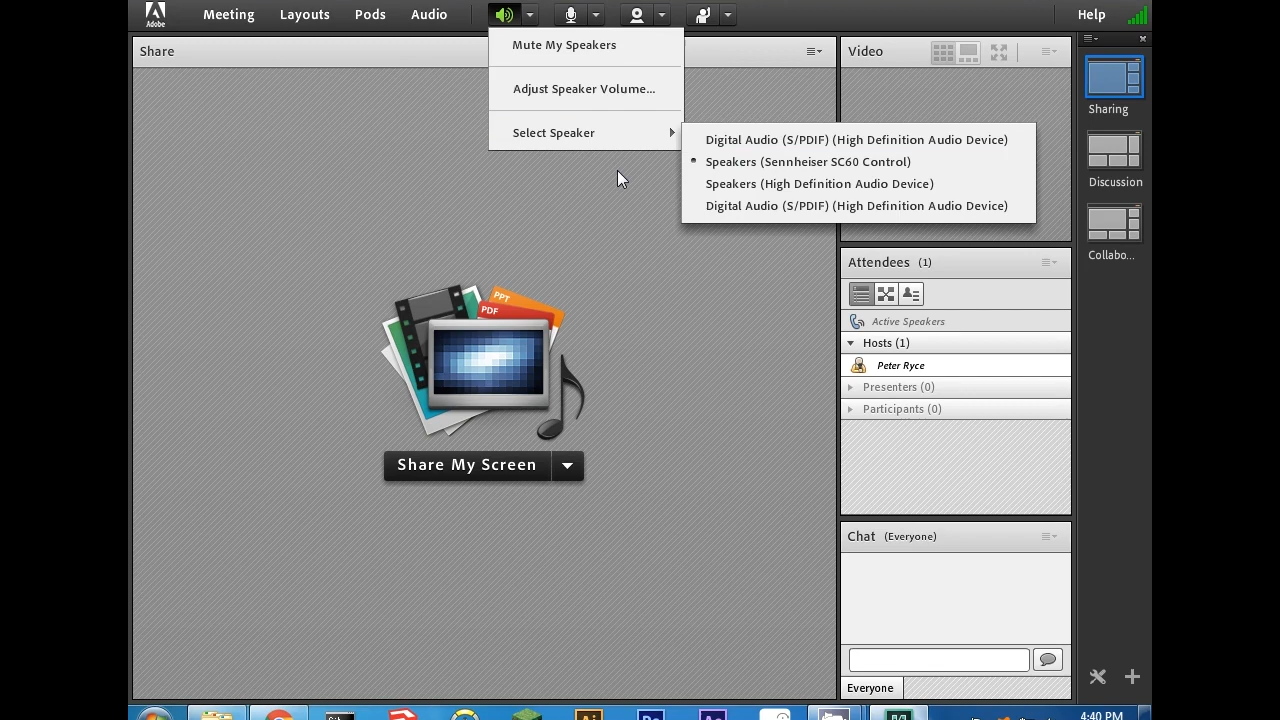 Adobe
Meeting Layouts Pods Audio Help
Share
Mute My Speakers
Adjust Speaker Volume...
Select Speaker
Digital Audio (S/PDIF) (High Definition Audio Device)
Speakers (Sennheiser SC60 Control)
Speakers (High Definition Audio Device)
Digital Audio (S/PDIF) (High Definition Audio Device)
PPT
PDF
Share My Screen
Video
Attendees (1)
Active Speakers
Hosts (1)
Peter Ryce
Presenters (0)
Participants (0)
Chat (Everyone)
Everyone
Sharing
Discussion
Collabo...
Ai
4:40 PM